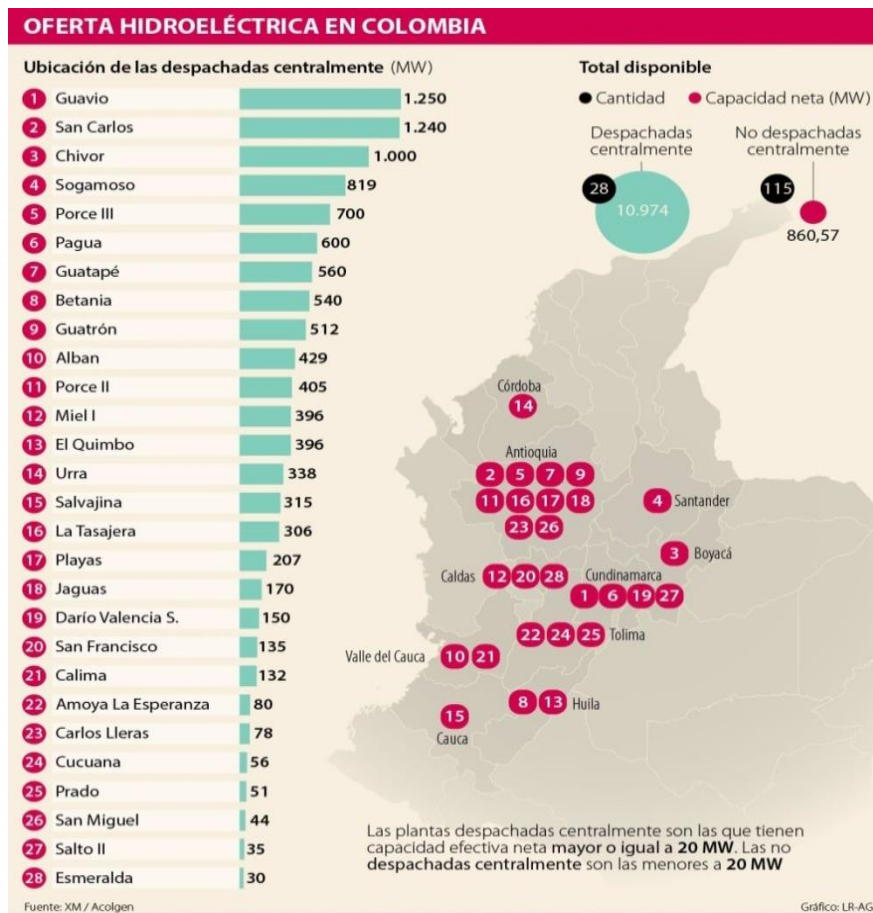 OFERTA HIDROELÉCTRICA EN COLOMBIA
Ubicación de las despachadas centralmente (MW)
1 Guavio 1.250
2 San Carlos 1.240
3 Chivor 1.000
4 Sogamoso 819
5 Porce III 700
6 Pagua 600
7 Guatapé 560
8 Betania 540
9 Guatrón 512
10 Alban 429
11 Porce II 405
12 Miel I 396
13 El Quimbo 396
14 Urra 338
15 Salvajina 315
16 La Tasajera 306
17 Playas 207
18 Jaguas 170
19 Darío Valencia S. 150
20 San Francisco 135
21 Calima 132
22 Amoya La Esperanza 80
23 Carlos Lleras 78
24 Cucuana 56
25 Prado 51
26 San Miguel 44
27 Salto II 35
28 Esmeralda 30
Total disponible
Cantidad Capacidad neta (MW)
Despachadas
centralmente
28
10.974
No despachadas
centralmente
115
860,57
Córdoba
14
Antioquia
2 5 7 9
11 16 17 18
23 26
4 Santander
3 Boyacá
Caldas 12 20 28
Cundinamarca
1 6 19 27
22 24 25 Tolima
Valle del Cauca 10 21
8 13 Huila
15
Cauca
Las plantas despachadas centralmente son las que tienen
capacidad efectiva neta mayor o igual a 20 MW. Las no
despachadas centralmente son las menores a 20 MW
Fuente: XM / Acolgen
Gráfico: LR-AG